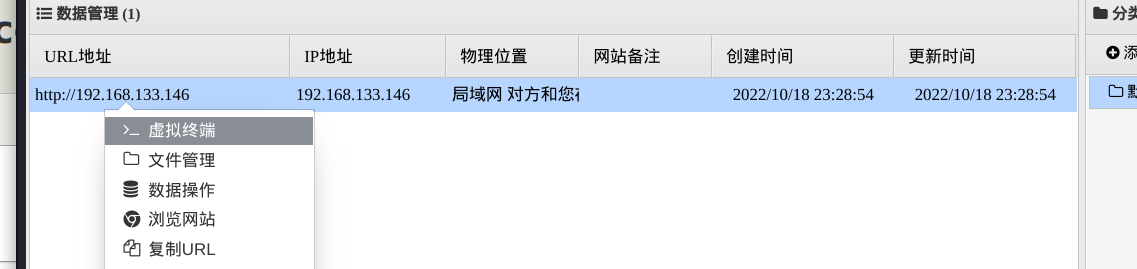 数据管理 (1)
分类
URL地址 IP地址 物理位置 网站备注 创建时间 更新时间
添
http://192.168.133.146 192.168.133.146 局域网 对方和您在 2022/10/18 23:28:54 2022/10/18 23:28:54
虚拟终端
文件管理
数据操作
浏览网站
复制URL